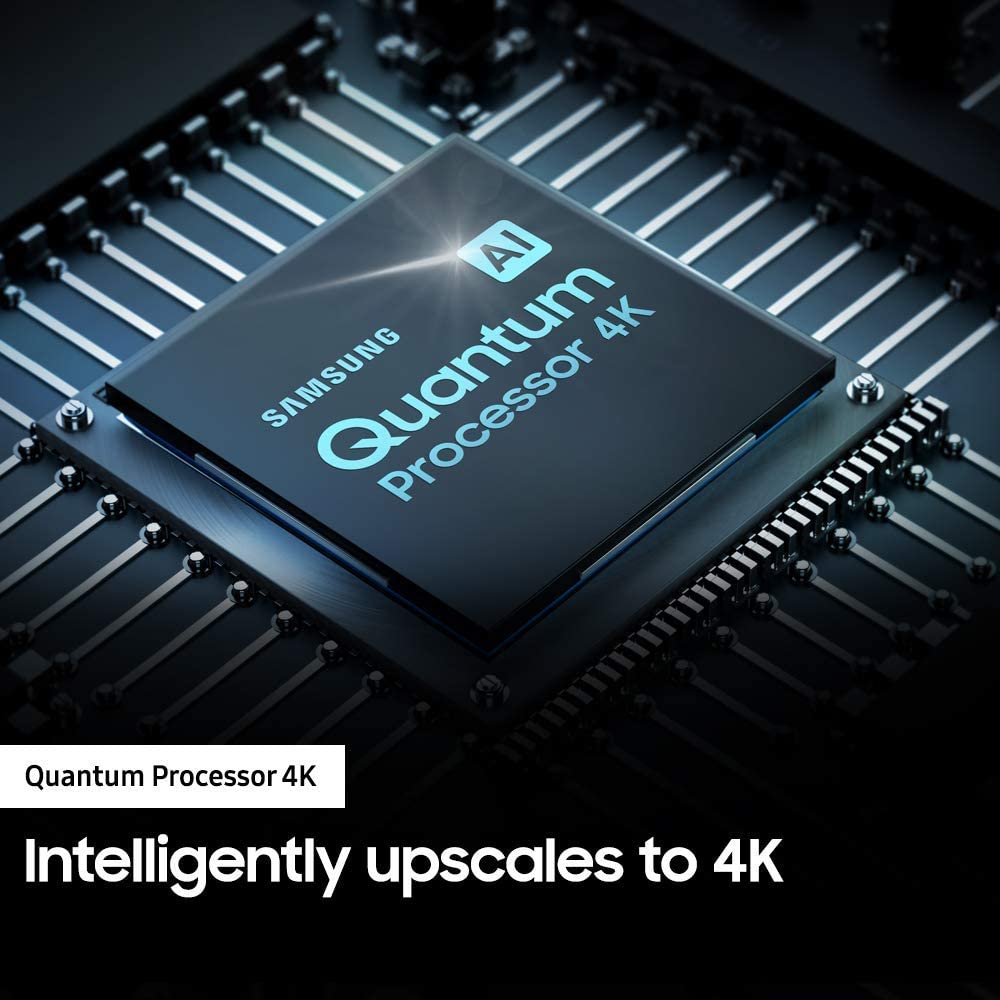 AI
SAMSUNG
Quantum
Processor 4K
Quantum Processor 4K
Intelligently upscales to 4K